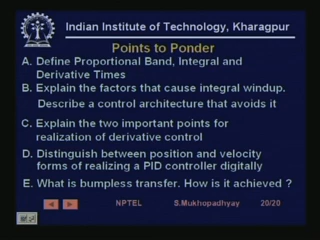 Indian Institute of Technology, Kharagpur
Points to Ponder
A. Define Proportional Band, Integral and
Derivative Times
B. Explain the factors that cause integral windup.
Describe a control architecture that avoids it
C. Explain the two important points for
realization of derivative control
D. Distinguish between position and velocity
forms of realizing a PID controller digitally
E. What is bumpless transfer. How is it achieved ?
NPTEL S.Mukhopadhyay 20/20